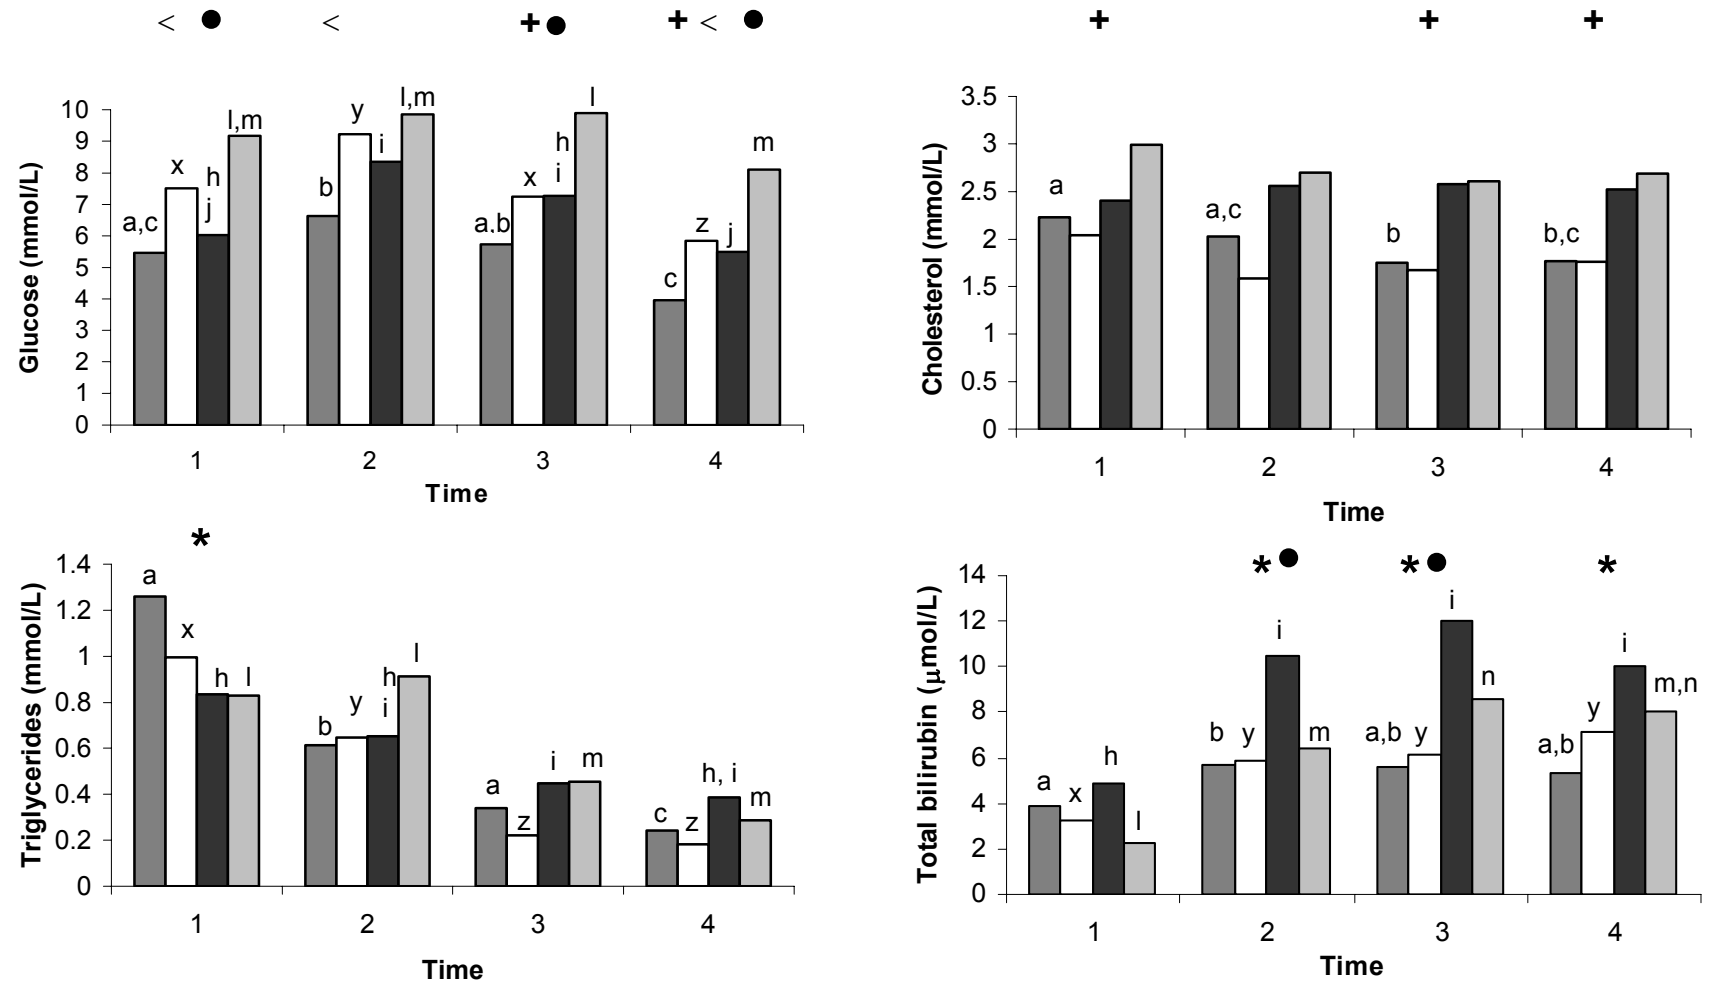 < ● < + ● + < ●
Glucose (mmol/L)
10
9
8
7
6
5
4
3
2
1
0
a,c x h j l,m
b y i l,m
a,b x h i l
c z j m
1 2 3 4
Time
+ + +
Cholesterol (mmol/L)
3.5
3
2.5
2
1.5
1
0.5
0
a
a,c
b
b,c
1 2 3 4
Time
*
Triglycerides (mmol/L)
1.4
1.2
1
0.8
0.6
0.4
0.2
0
a x h l
b y h i l
a z i m
c z h, i m
1 2 3 4
Time
* ● * ● *
Total bilirubin (μmol/L)
14
12
10
8
6
4
2
0
a x h l
b y i m
a,b y i n
a,b y i m,n
1 2 3 4
Time